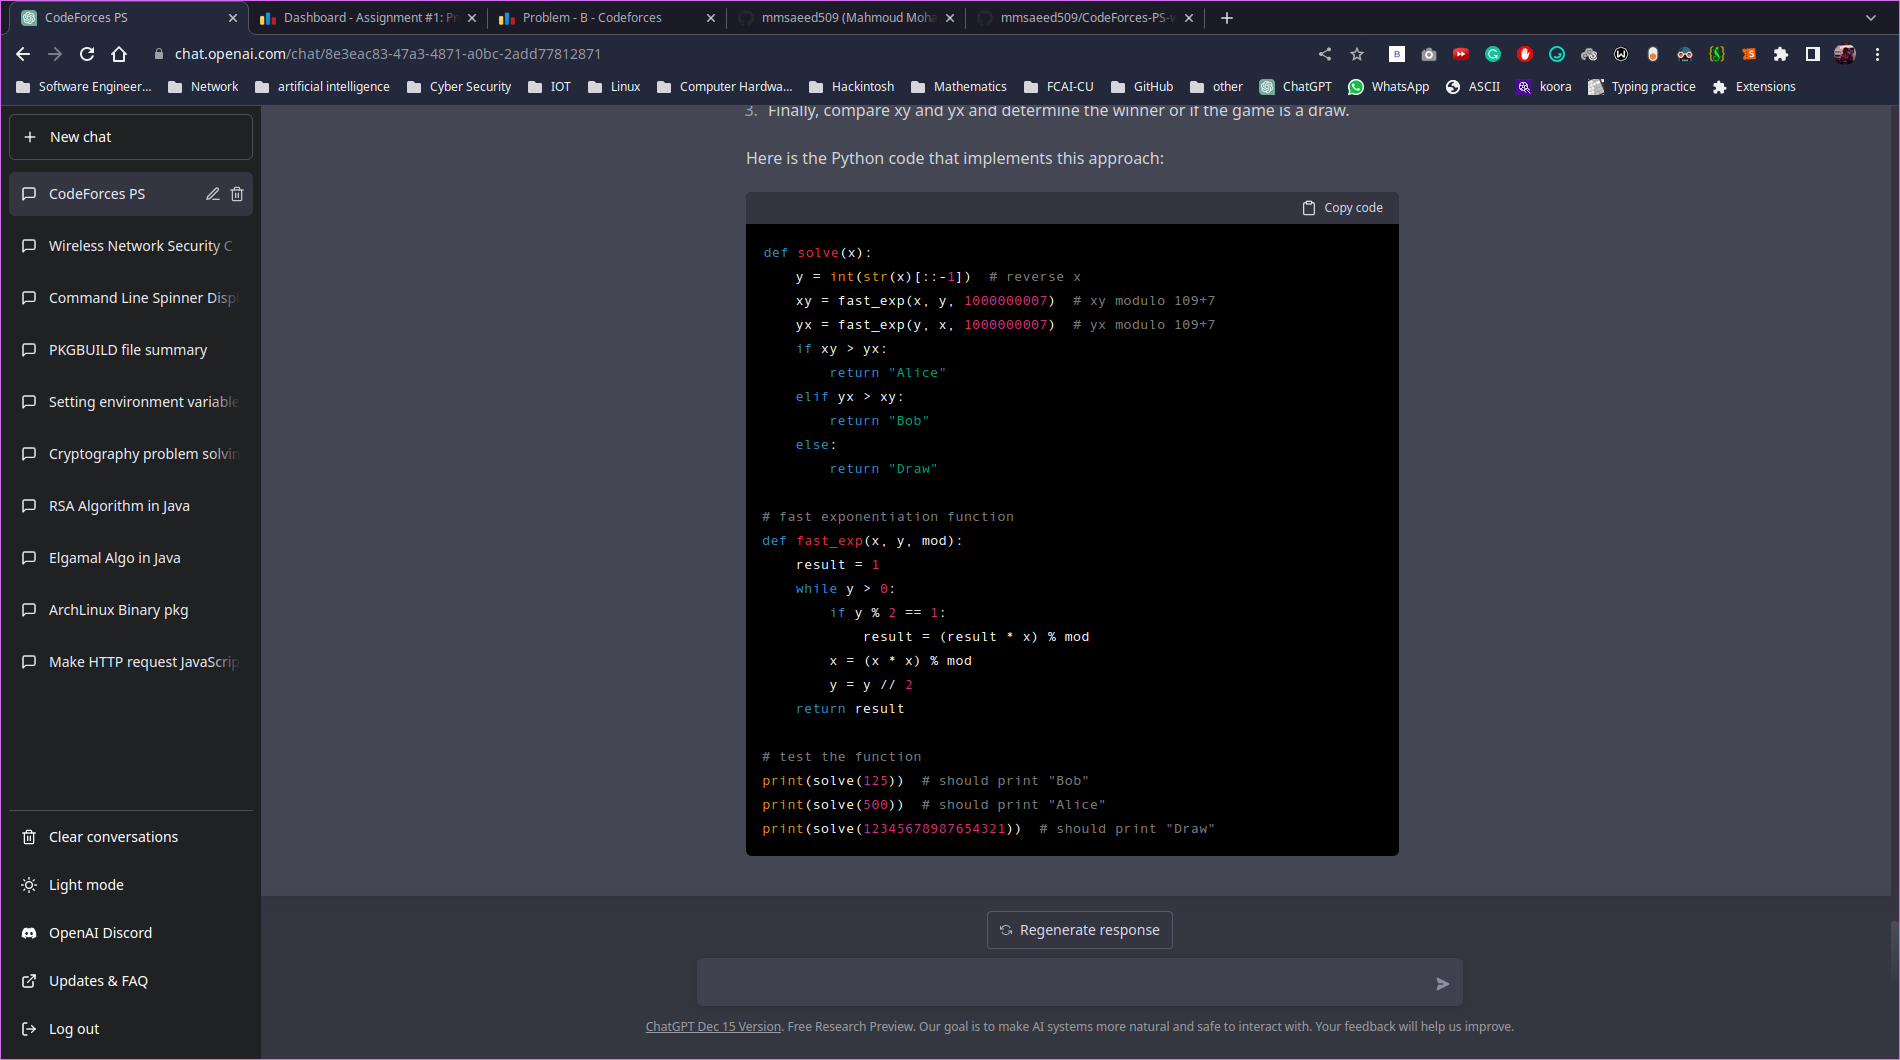 CodeForces PS
Dashboard - Assignment #1: Pr
Problem - B - Codeforces
mmsaeed509 (Mahmoud Moha
mmsaeed509/CodeForces-PS-w
chat.openai.com/chat/8e3eac83-47a3-4871-a0bc-2add77812871
Software Engineer...
Network
artificial intelligence
Cyber Security
IOT
Linux
Computer Hardwa...
Hackintosh
Mathematics
FCAI-CU
GitHub
other
ChatGPT
WhatsApp
ASCII
koora
Typing practice
Extensions
New chat
CodeForces PS
Wireless Network Security C
Command Line Spinner Disp
PKGBUILD file summary
Setting environment variable
Cryptography problem solvin
RSA Algorithm in Java
Elgamal Algo in Java
ArchLinux Binary pkg
Make HTTP request JavaScrip
Clear conversations
Light mode
OpenAI Discord
Updates & FAQ
Log out
3. Finally, compare xy and yx and determine the winner or if the game is a draw.
Here is the Python code that implements this approach:
Copy code
def solve(x):
    y = int(str(x)[::-1])  # reverse x
    xy = fast_exp(x, y, 1000000007)  # xy modulo 109+7
    yx = fast_exp(y, x, 1000000007)  # yx modulo 109+7
    if xy > yx:
        return "Alice"
    elif yx > xy:
        return "Bob"
    else:
        return "Draw"
# fast exponentiation function
def fast_exp(x, y, mod):
    result = 1
    while y > 0:
        if y % 2 == 1:
            result = (result * x) % mod
        x = (x * x) % mod
        y = y // 2
    return result
# test the function
print(solve(125))  # should print "Bob"
print(solve(500))  # should print "Alice"
print(solve(12345678987654321))  # should print "Draw"
Regenerate response
ChatGPT Dec 15 Version. Free Research Preview. Our goal is to make AI systems more natural and safe to interact with. Your feedback will help us improve.